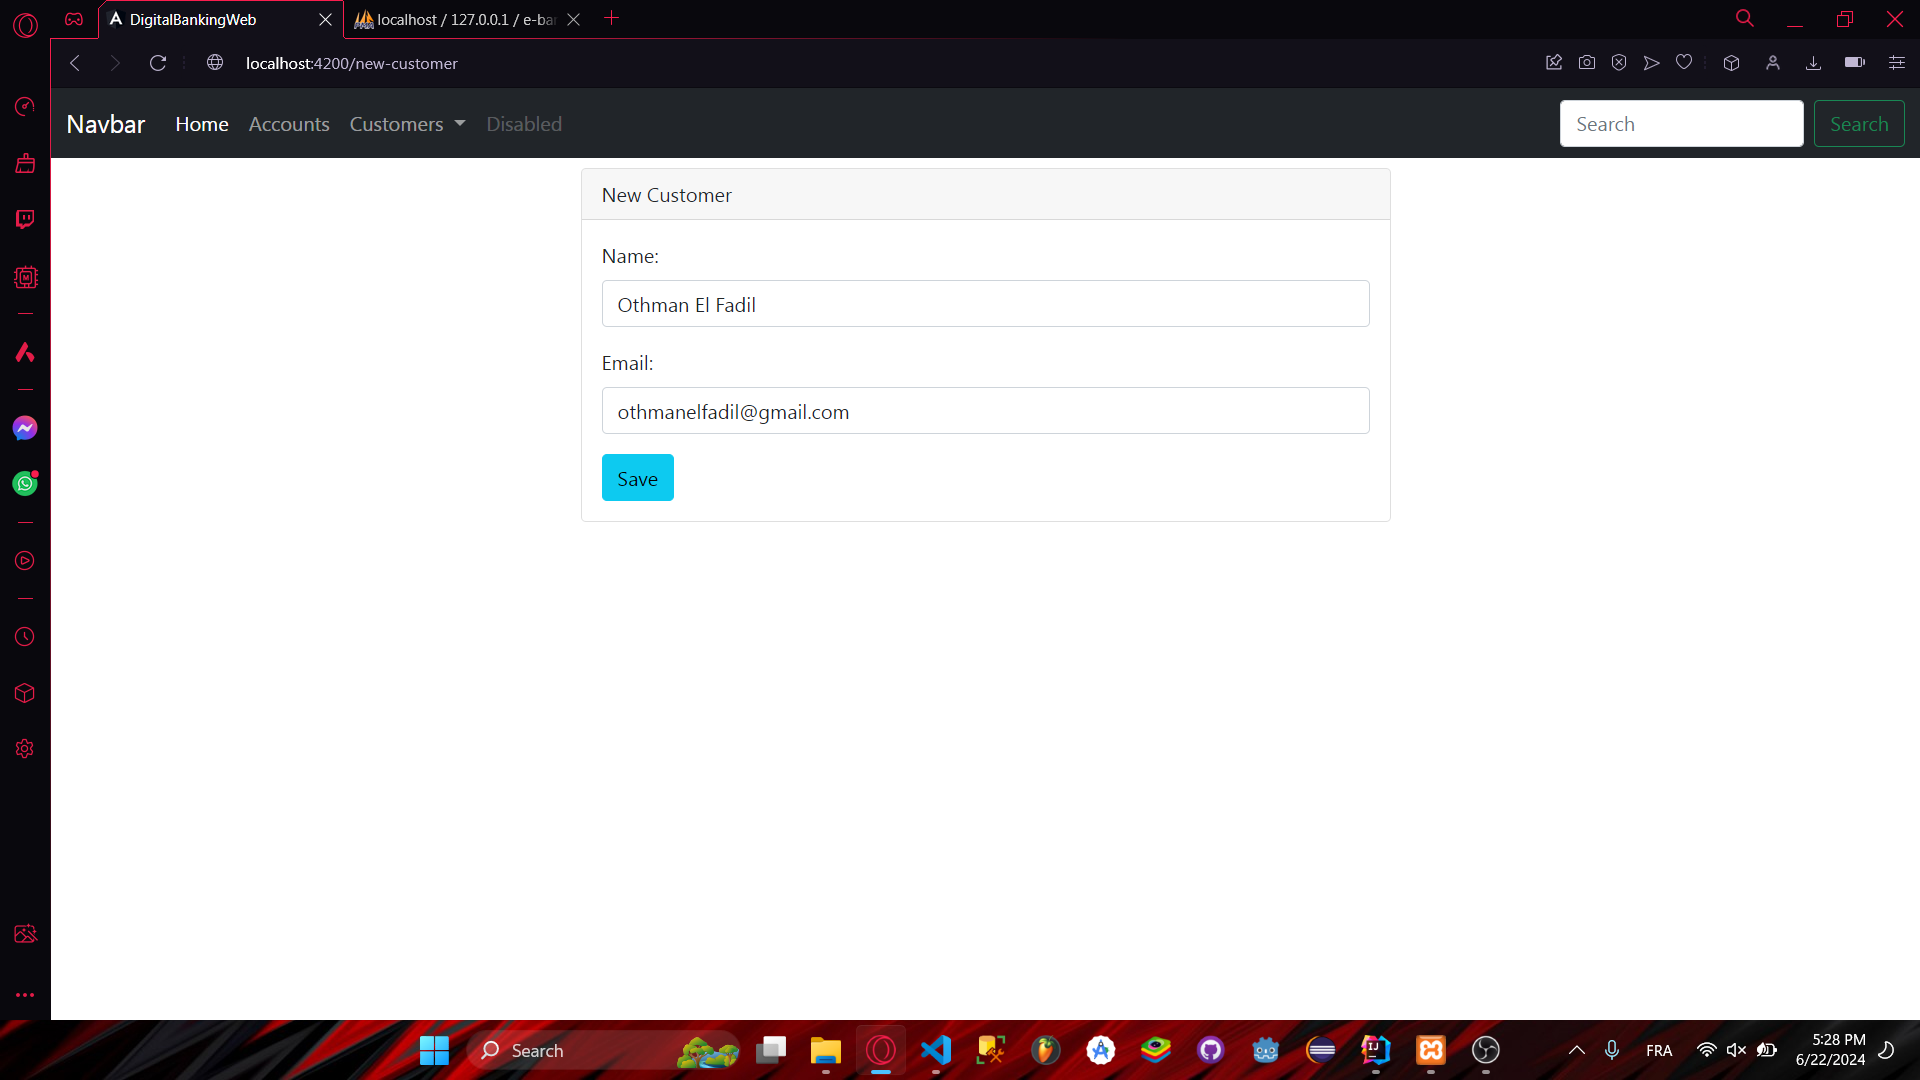 DigitalBankingWeb
localhost / 127.0.0.1 / e-ba
localhost:4200/new-customer
Navbar Home Accounts Customers Disabled Search Search
New Customer
Name:
Othman El Fadil
Email:
othmanelfadil@gmail.com
Save
Search
FRA
5:28 PM
6/22/2024